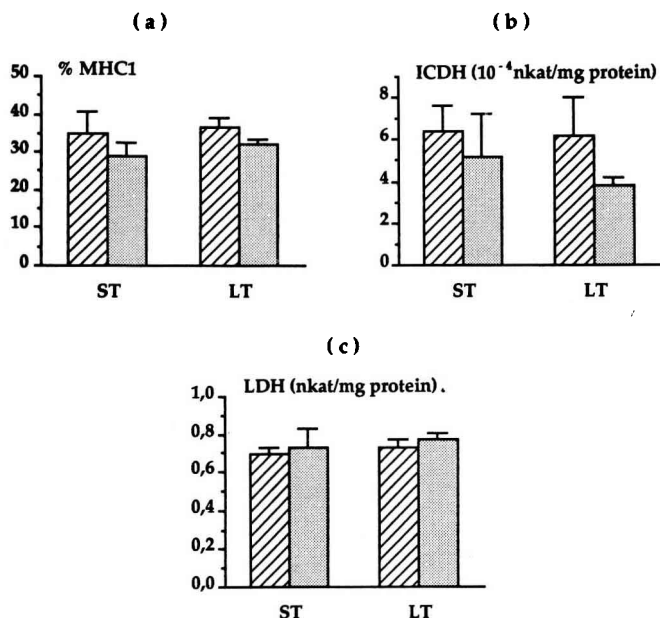 (a)
% MHC1
50
40
30
20
10
0
ST LT
(b)
ICDH (10⁻⁴nkat/mg protein)
8
6
4
2
0
ST LT
(c)
LDH (nkat/mg protein) .
1,0
0,8
0,6
0,4
0,2
0,0
ST LT